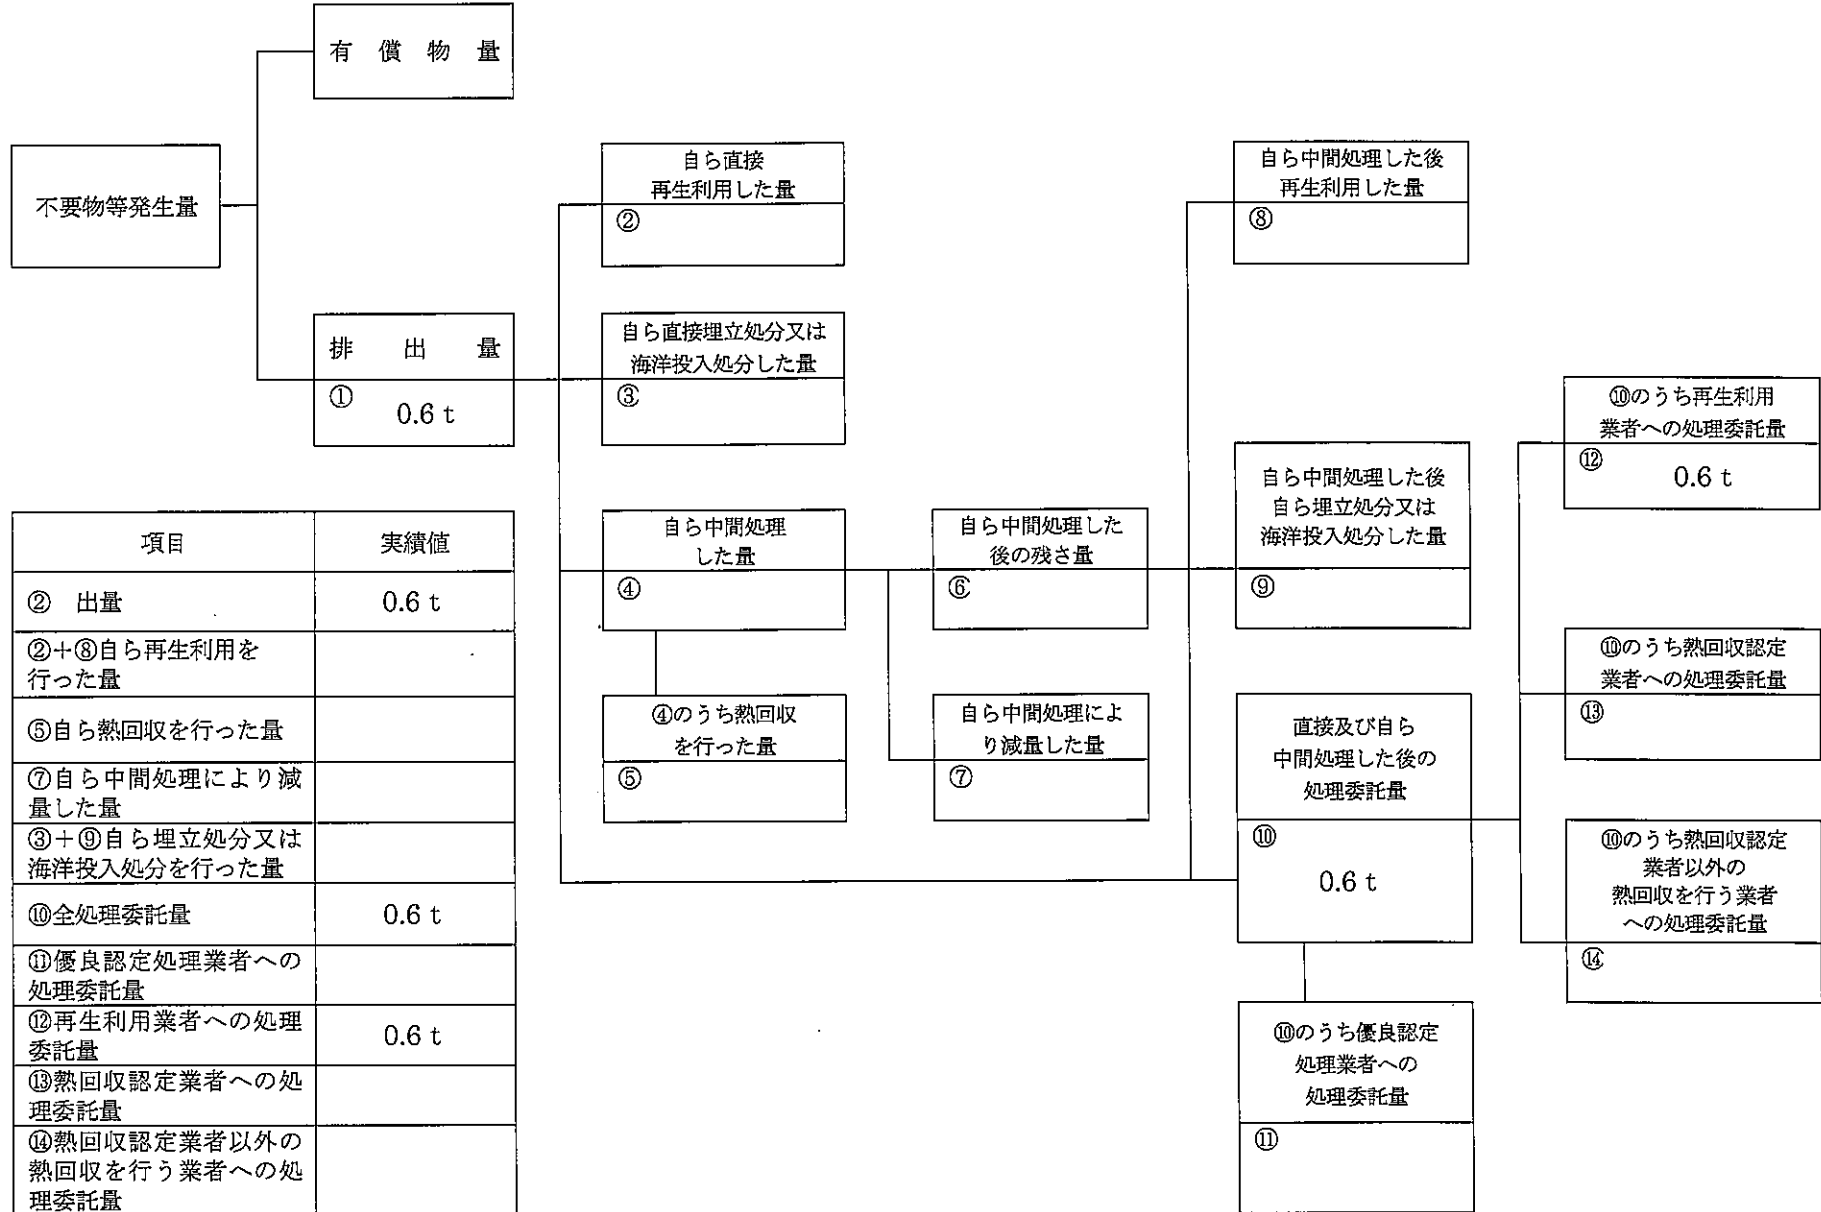 有償物量
不要物等発生量
排出量
①
0.6 t
自ら直接
再生利用した量
②
自ら直接埋立処分又は
海洋投入処分した量
③
自ら中間処理
した量
④
④のうち熱回収
を行った量
⑤
自ら中間処理した
後の残さ量
⑥
自ら中間処理によ
り減量した量
⑦
自ら中間処理した後
再生利用した量
⑧
自ら中間処理した後
自ら埋立処分又は
海洋投入処分した量
⑨
直接及び自ら
中間処理した後の
処理委託量
⑩
0.6 t
⑩のうち優良認定
処理業者への
処理委託量
⑪
⑩のうち再生利用
業者への処理委託量
⑫
0.6 t
⑩のうち熱回収認定
業者への処理委託量
⑬
⑩のうち熱回収認定
業者以外の
熱回収を行う業者
への処理委託量
⑭
項目 実績値
② 出量 0.6 t
②+⑧自ら再生利用を
行った量
⑤自ら熱回収を行った量
⑦自ら中間処理により減
量した量
③+⑨自ら埋立処分又は
海洋投入処分を行った量
⑩全処理委託量 0.6 t
⑪優良認定処理業者への
処理委託量
⑫再生利用業者への処理
委託量 0.6 t
⑬熱回収認定業者への処
理委託量
⑭熱回収認定業者以外の
熱回収を行う業者への処
理委託量